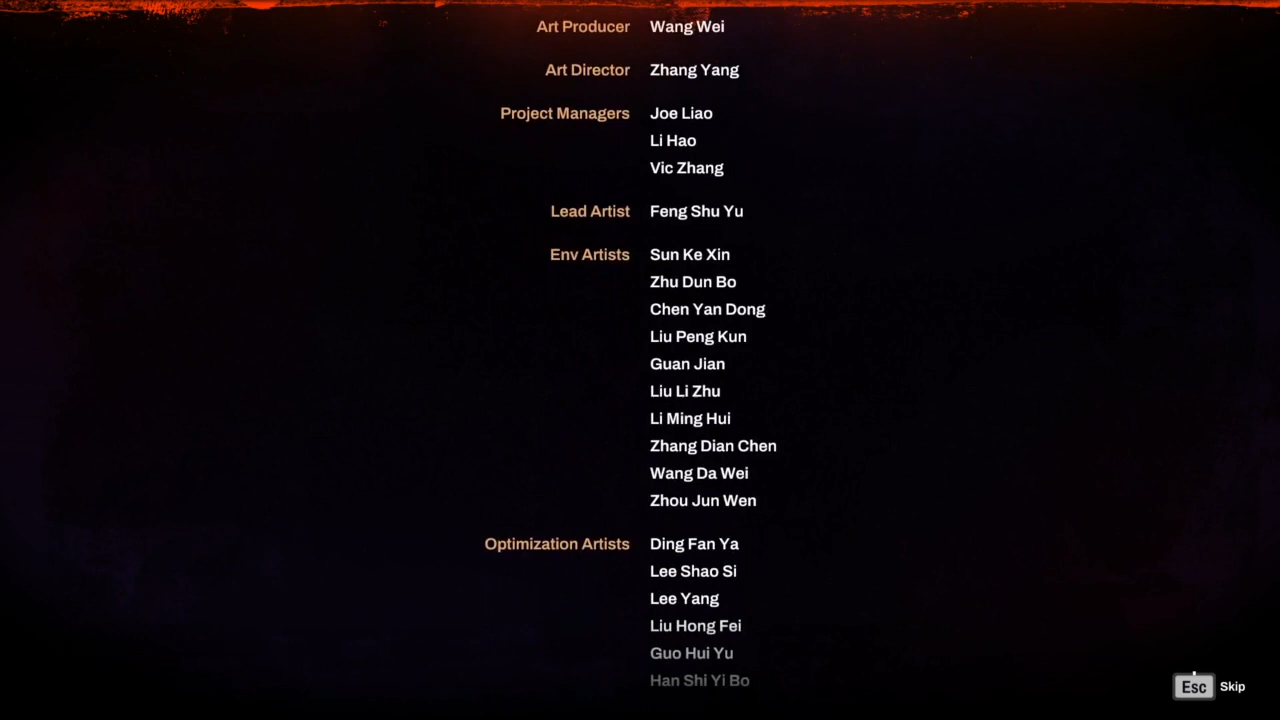 Art Producer Wang Wei
Art Director Zhang Yang
Project Managers Joe Liao
Li Hao
Vic Zhang
Lead Artist Feng Shu Yu
Env Artists Sun Ke Xin
Zhu Dun Bo
Chen Yan Dong
Liu Peng Kun
Guan Jian
Liu Li Zhu
Li Ming Hui
Zhang Dian Chen
Wang Da Wei
Zhou Jun Wen
Optimization Artists Ding Fan Ya
Lee Shao Si
Lee Yang
Liu Hong Fei
Guo Hui Yu
Han Shi Yi Bo
Esc Skip